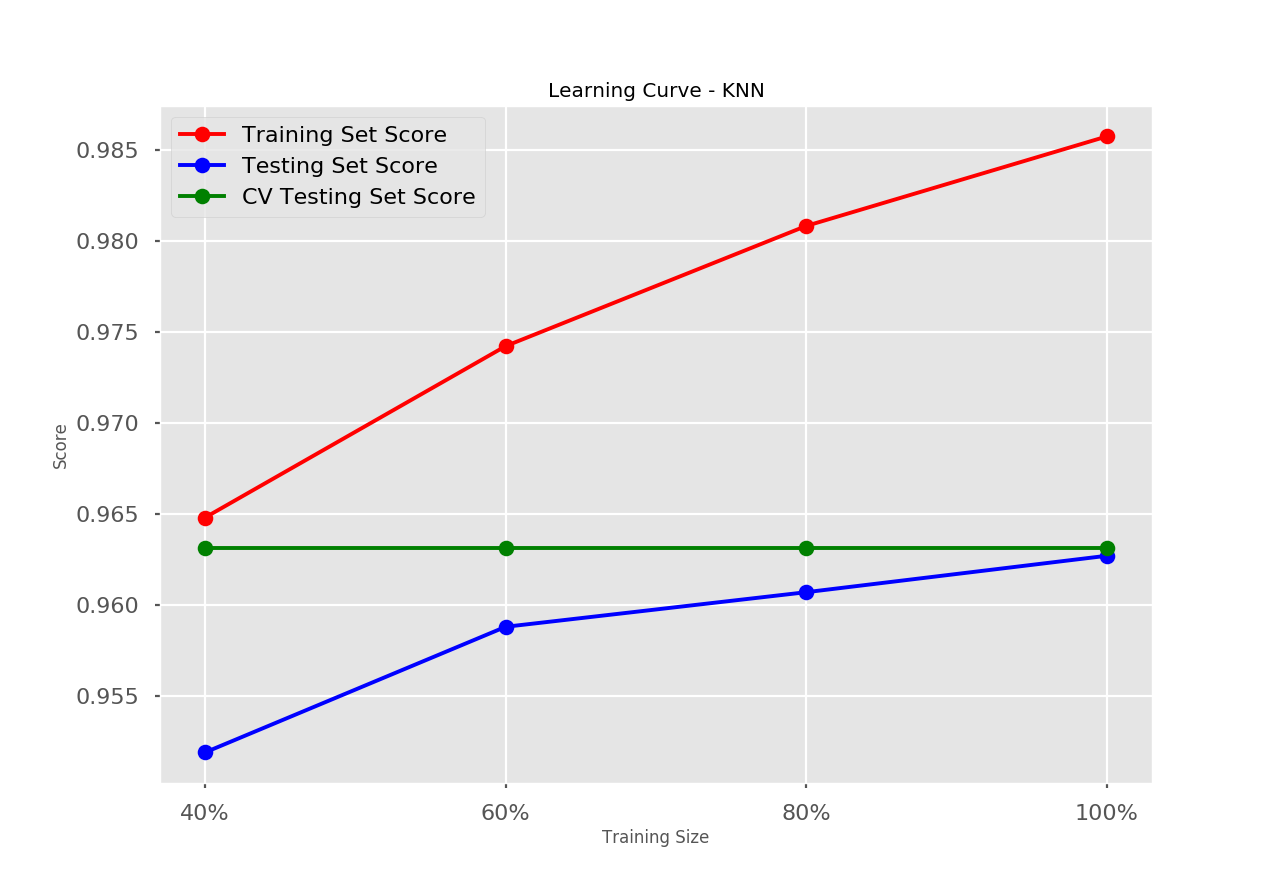 Learning Curve - KNN
Training Set Score
Testing Set Score
CV Testing Set Score
0.985
0.980
0.975
0.970
0.965
0.960
0.955
Score
40%
60%
80%
100%
Training Size